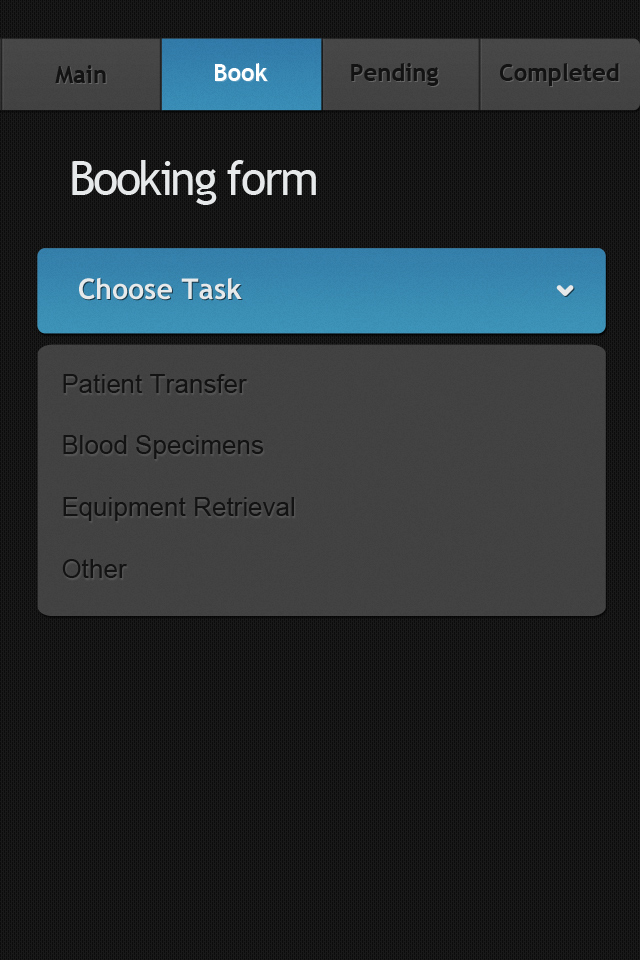 Main Book Pending Completed
Booking form
Choose Task
Patient Transfer
Blood Specimens
Equipment Retrieval
Other